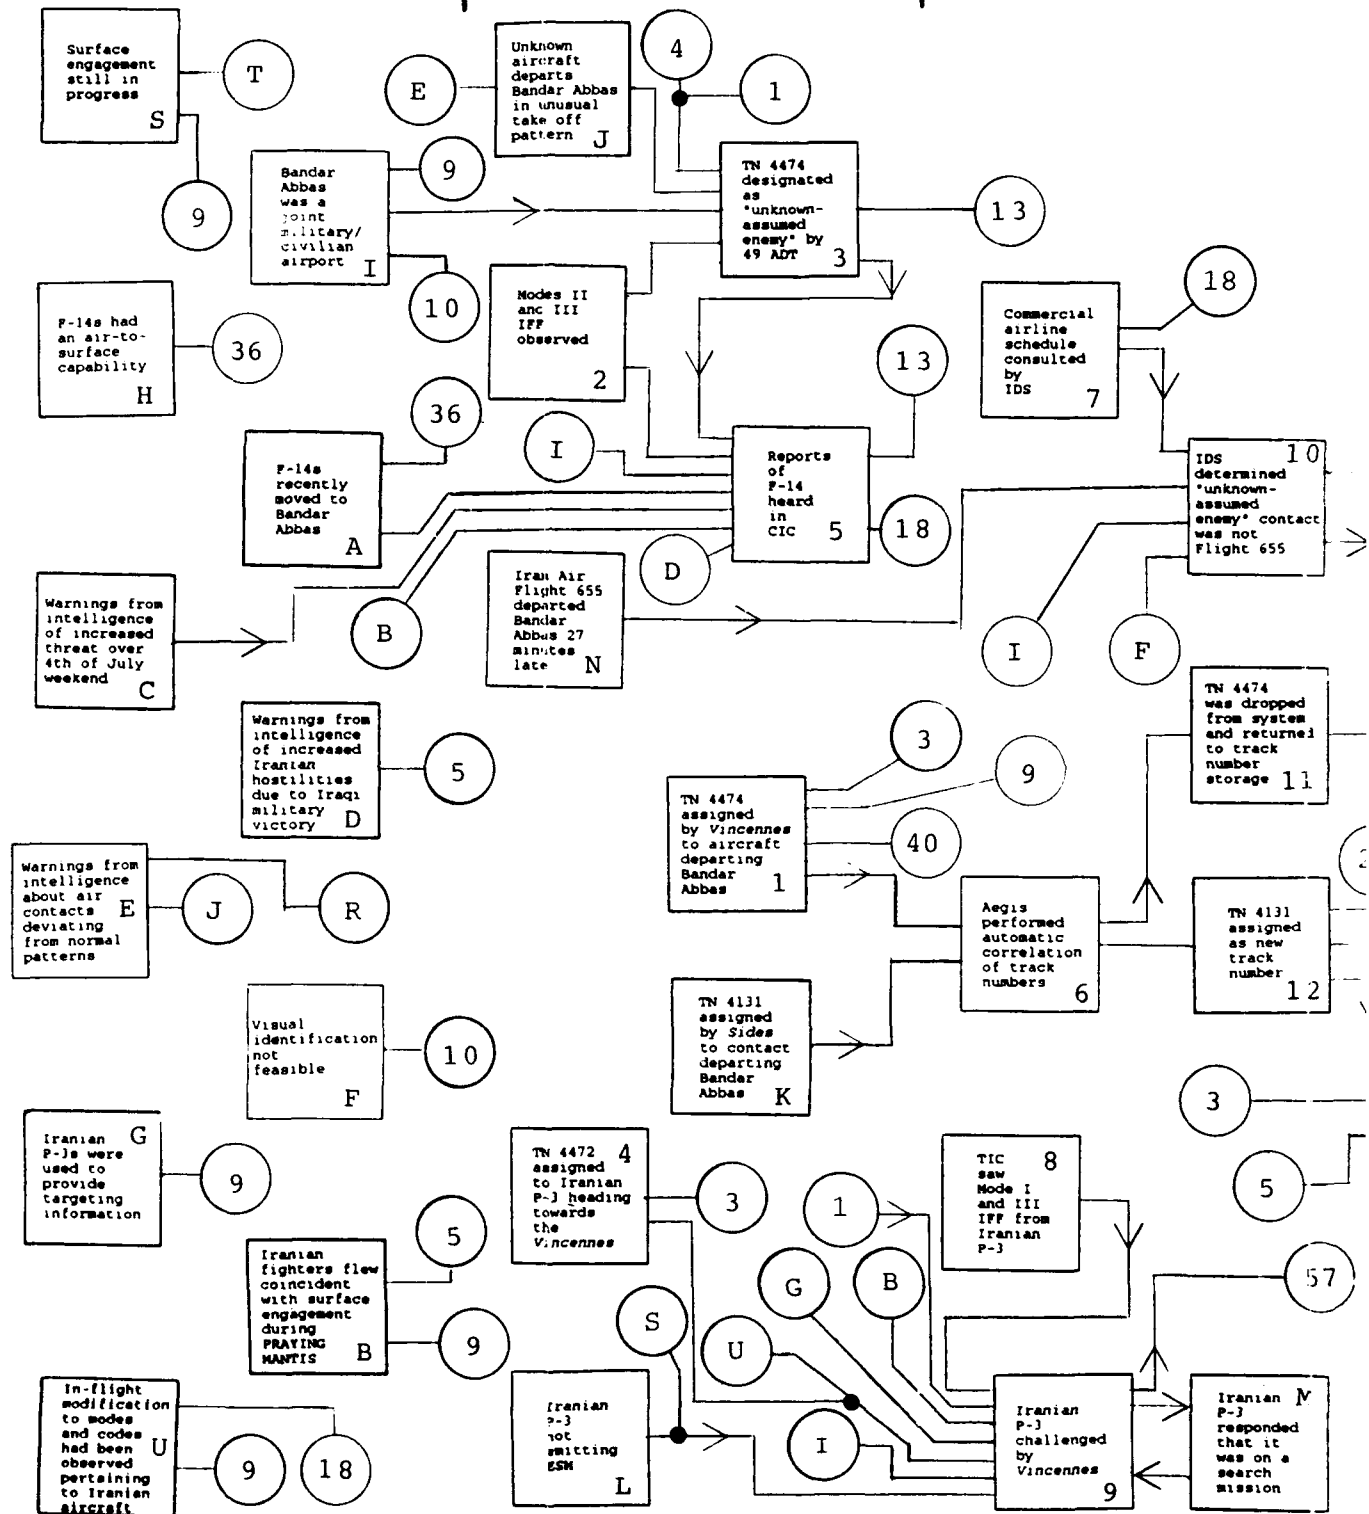 Surface
engagement
still in
progress
S
T
9
E
Unknown
aircraft
departs
Bandar Abbas
in unusual
take off
pattern
J
4
1
Bandar
Abbas
was a
joint
military/
civilian
airport
I
9
10
TN 4474
designated
as
"unknown-
assumed
enemy" by
49 ADT
3
13
F-14s had
an air-to-
surface
capability
H
36
Modes II
and III
IFF
observed
2
Commercial
airline
schedule
consulted
by
IDS
7
18
13
F-14s
recently
moved to
Bandar
Abbas
A
36
I
Reports
of
F-14
heard
in
CIC
5
18
D
IDS
determined
"unknown-
assumed
enemy" contact
was not
Flight 655
10
I
F
Warnings from
intelligence
of increased
threat over
4th of July
weekend
C
B
Iran Air
Flight 655
departed
Bandar
Abbas 27
minutes
late
N
Warnings from
intelligence
of increased
Iranian
hostilities
due to Iraqi
military
victory
D
5
TN 4474
assigned
by Vincennes
to aircraft
departing
Bandar
Abbas
1
3
9
40
TN 4474
was dropped
from system
and returned
to track
number
storage
11
Warnings from
intelligence
about air
contacts
deviating
from normal
patterns
E
J
R
Aegis
performed
automatic
correlation
of track
numbers
6
TN 4131
assigned
as new
track
number
12
Visual
identification
not
feasible
F
10
TN 4131
assigned
by Sides
to contact
departing
Bandar
Abbas
K
3
5
Iranian
P-3s were
used to
provide
targeting
information
G
9
TN 4472
assigned
to Iranian
P-3 heading
towards
the
Vincennes
4
3
1
TIC
saw
Mode I
and III
IFF from
Iranian
P-3
8
Iranian
fighters flew
coincident
with surface
engagement
during
PRAYING
MANTIS
B
5
9
S
U
G
B
57
In-flight
modification
to modes
and codes
had been
observed
pertaining
to Iranian
aircraft
U
9
18
Iranian
P-3
not
emitting
ESM
L
I
Iranian
P-3
challenged
by
Vincennes
9
Iranian
P-3
responded
that it
was on a
search
mission
M